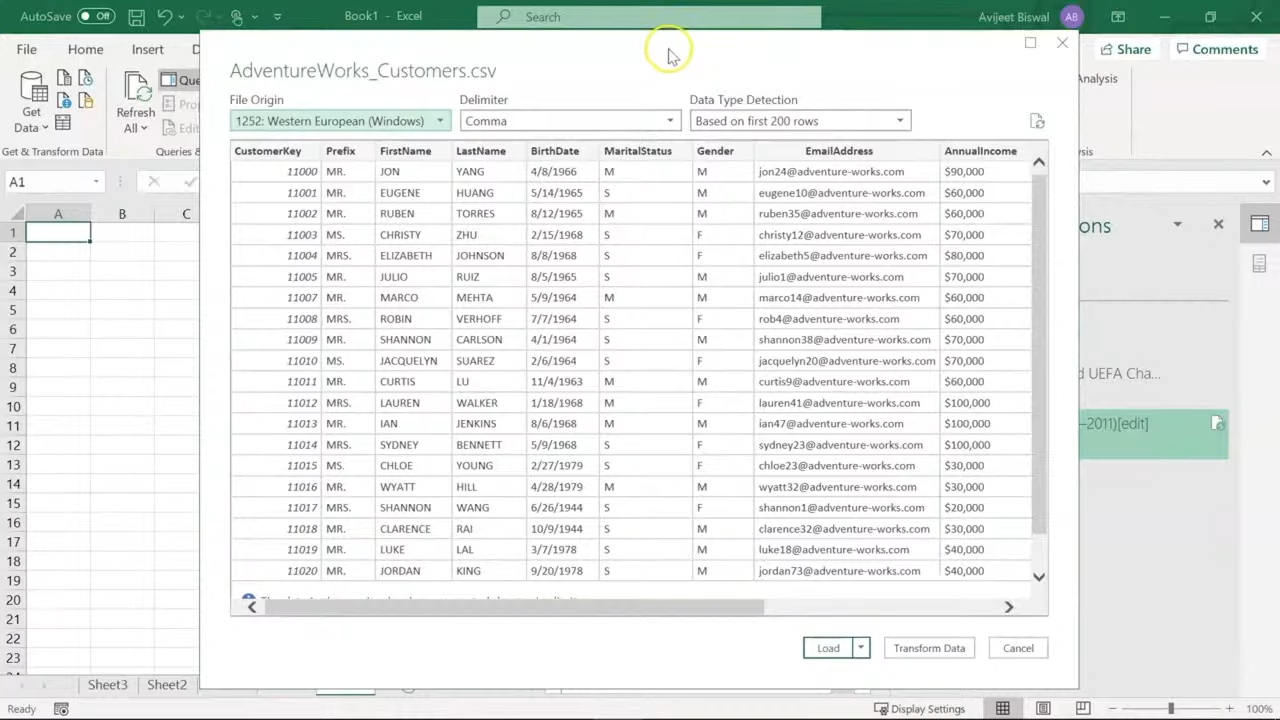 AutoSave Off Book1 - Excel Search Avijeet Biswal AB
File Home Insert Share Comments
AdventureWorks_Customers.csv
Get Data
Refresh All
Get & Transform Data
Queries &
Analysis
File Origin Delimiter Data Type Detection
1252: Western European (Windows) Comma Based on first 200 rows
A1
CustomerKey Prefix FirstName LastName BirthDate MaritalStatus Gender EmailAddress AnnualIncome
11000 MR. JON YANG 4/8/1966 M M jon24@adventure-works.com $90,000
11001 MR. EUGENE HUANG 5/14/1965 S M eugene10@adventure-works.com $60,000
11002 MR. RUBEN TORRES 8/12/1965 M M ruben35@adventure-works.com $60,000
11003 MS. CHRISTY ZHU 2/15/1968 S F christy12@adventure-works.com $70,000
11004 MRS. ELIZABETH JOHNSON 8/8/1968 S F elizabeth5@adventure-works.com $80,000
11005 MR. JULIO RUIZ 8/5/1965 S M julio1@adventure-works.com $70,000
11007 MR. MARCO MEHTA 5/9/1964 M M marco14@adventure-works.com $60,000
11008 MRS. ROBIN VERHOFF 7/7/1964 S F rob4@adventure-works.com $60,000
11009 MR. SHANNON CARLSON 4/1/1964 S M shannon38@adventure-works.com $70,000
11010 MS. JACQUELYN SUAREZ 2/6/1964 S F jacquelyn20@adventure-works.com $70,000
11011 MR. CURTIS LU 11/4/1963 M M curtis9@adventure-works.com $60,000
11012 MRS. LAUREN WALKER 1/18/1968 M F lauren41@adventure-works.com $100,000
11013 MR. IAN JENKINS 8/6/1968 M M ian47@adventure-works.com $100,000
11014 MRS. SYDNEY BENNETT 5/9/1968 S F sydney23@adventure-works.com $100,000
11015 MS. CHLOE YOUNG 2/27/1979 S F chloe23@adventure-works.com $30,000
11016 MR. WYATT HILL 4/28/1979 M M wyatt32@adventure-works.com $30,000
11017 MRS. SHANNON WANG 6/26/1944 S F shannon1@adventure-works.com $20,000
11018 MR. CLARENCE RAI 10/9/1944 S M clarence32@adventure-works.com $30,000
11019 MR. LUKE LAL 3/7/1978 S M luke18@adventure-works.com $40,000
11020 MR. JORDAN KING 9/20/1978 S M jordan73@adventure-works.com $40,000
Load Transform Data Cancel
A B C
1
2
3
4
5
6
7
8
9
10
11
12
13
14
15
16
17
18
19
20
21
22
23
ons
d UEFA Cha...
–2011)[edit]
Sheet3 Sheet2
Ready Display Settings 100%